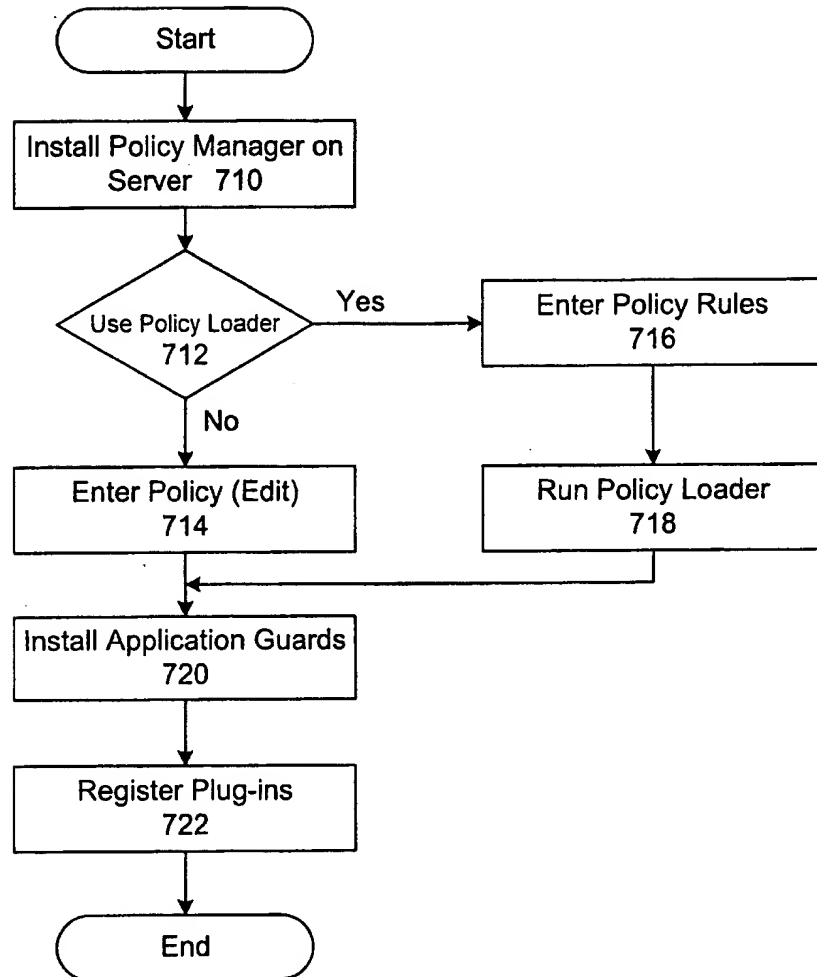 Start
Install Policy Manager on
Server 710
Use Policy Loader
712
Yes
No
Enter Policy Rules
716
Enter Policy (Edit)
714
Run Policy Loader
718
Install Application Guards
720
Register Plug-ins
722
End